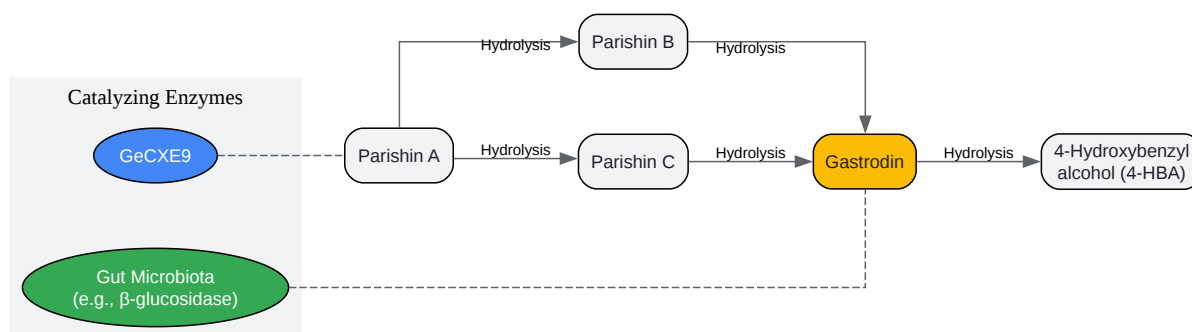 Parishin B
Hydrolysis
Hydrolysis
Catalyzing Enzymes
GeCXE9
Parishin A
Hydrolysis
Parishin C
Hydrolysis
Gastrodin
Hydrolysis
4-Hydroxybenzyl
alcohol (4-HBA)
Gut Microbiota
(e.g., β-glucosidase)